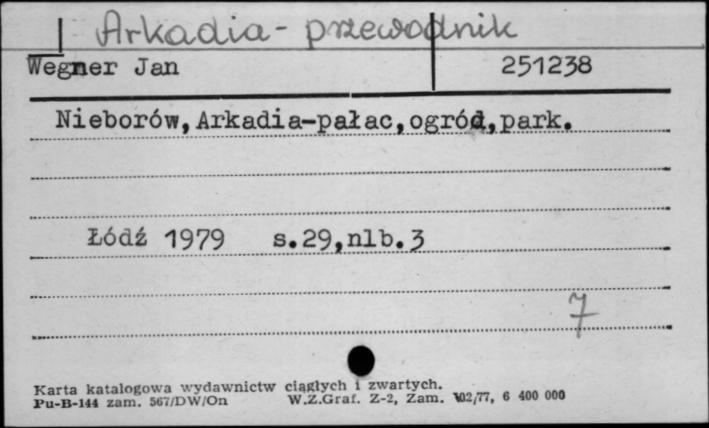 Arkadia - przewodnik
Wegner Jan 251238
Nieborów, Arkadia-pałac, ogród, park.
Łódź 1979 s.29, nlb.3
7
Karta katalogowa wydawnictw ciągłych i zwartych.
Pu-B-144 zam. 567/DW/On W.Z.Graf. Z-2, Zam. 102/77, 6 400 000